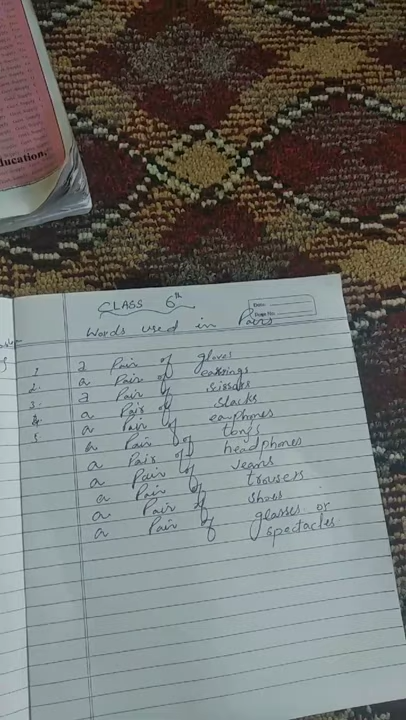 ducation,
CLASS 6th
Date:
Page No.
Words used in Pairs
1 a Pair of gloves
2. a Pair of earrings
3. a Pair of sissors
4. a Pair of slacks
5. a Pair of earphones
a Pair of tongs
a Pair of headphones
a Pair of jeans
a Pair of trousers
a Pair of shoes
a Pair of glasses or
spectacles